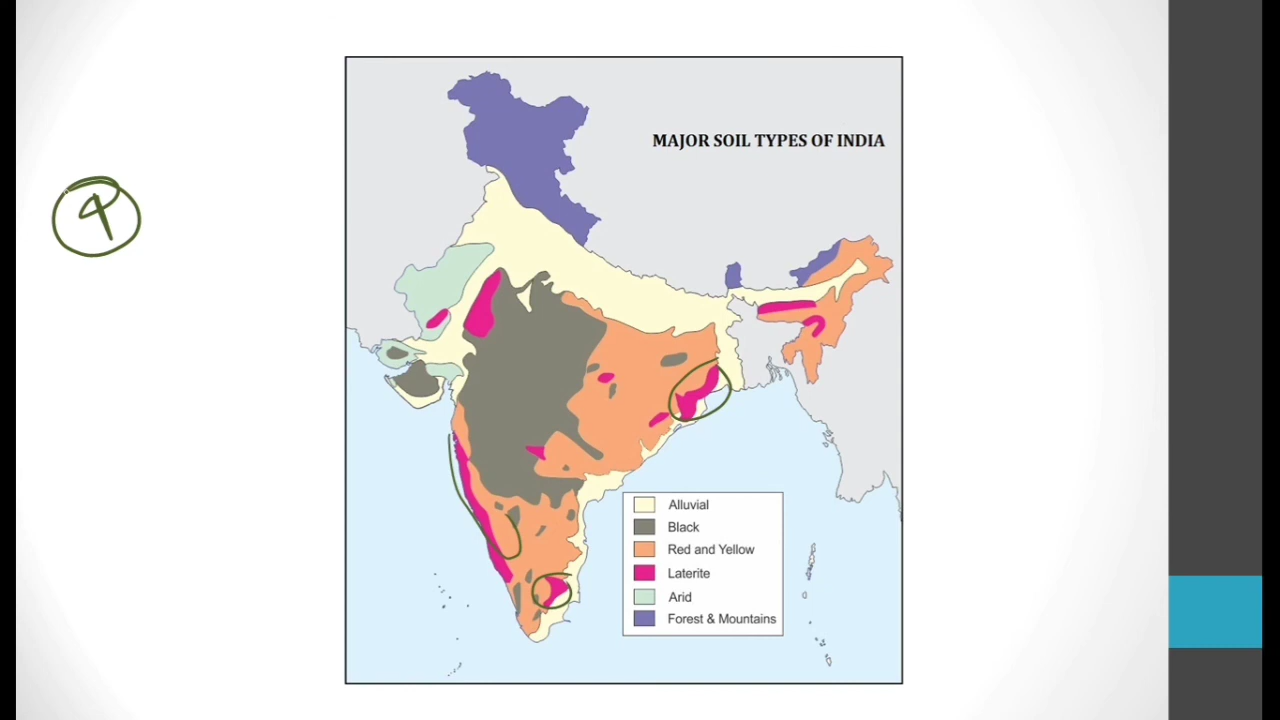 MAJOR SOIL TYPES OF INDIA
Alluvial
Black
Red and Yellow
Laterite
Arid
Forest & Mountains